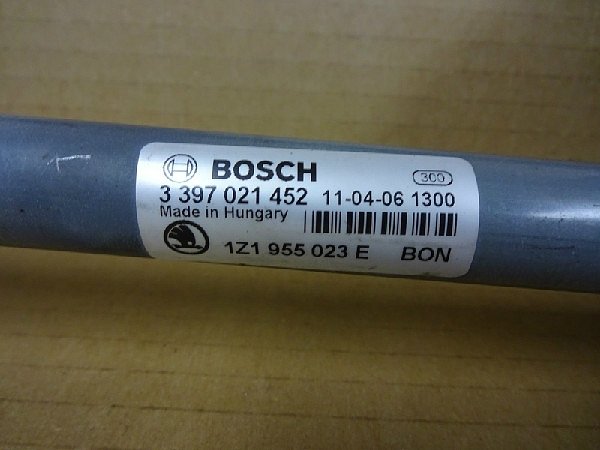 BOSCH 300
3 397 021 452 11-04-06 1300
Made in Hungary
1Z1 955 023 E BON